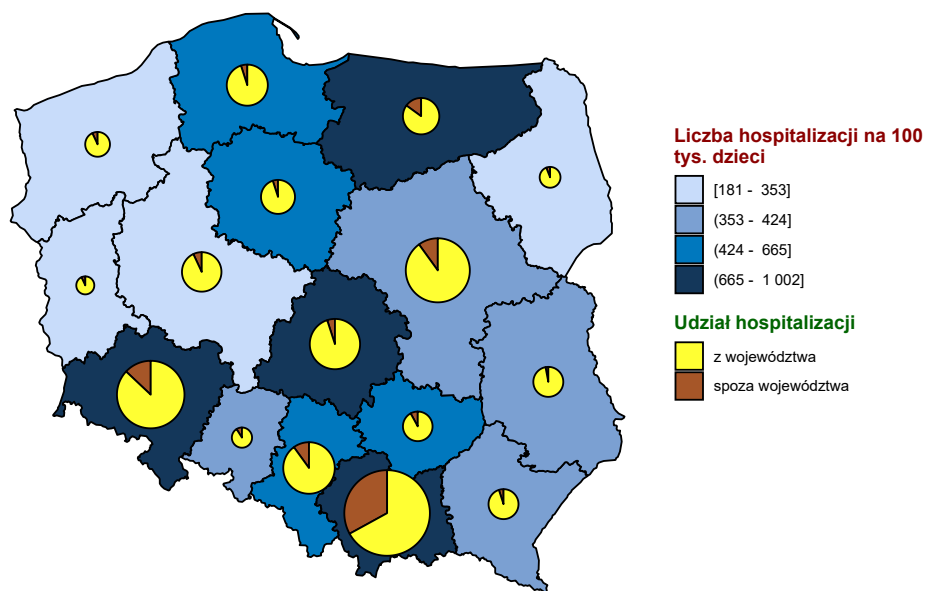 Liczba hospitalizacji na 100
tys. dzieci
[181 - 353]
(353 - 424]
(424 - 665]
(665 - 1 002]
Udział hospitalizacji
z województwa
spoza województwa